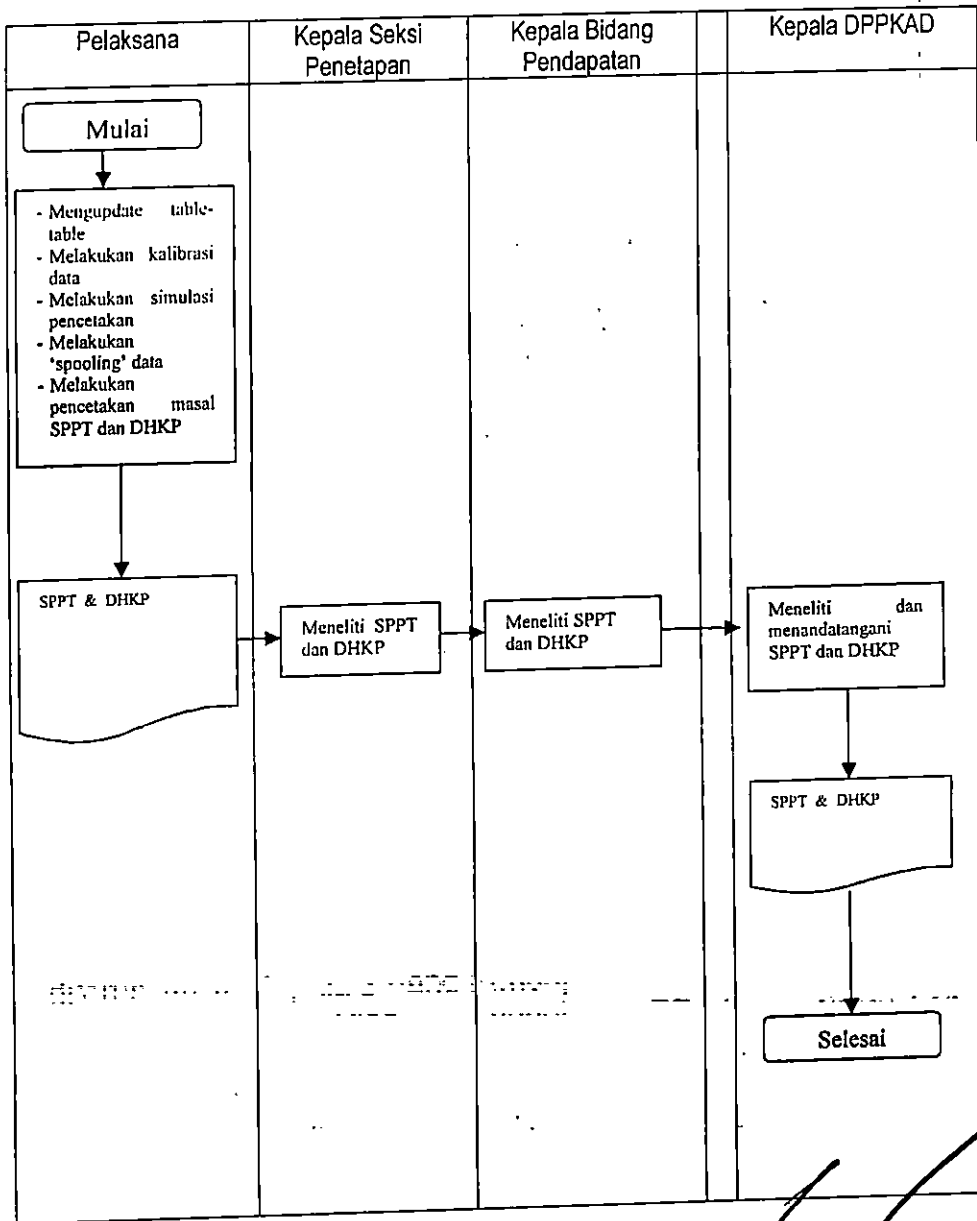 Pelaksana
Kepala Seksi
Penetapan
Kepala Bidang
Pendapatan
Kepala DPPKAD
Mulai
- Mengupdate table-
table
- Melakukan kalibrasi
data
- Melakukan simulasi
pencetakan
- Melakukan
'spooling' data
- Melakukan
pencetakan masal
SPPT dan DHKP
SPPT & DHKP
Meneliti SPPT
dan DHKP
Meneliti SPPT
dan DHKP
Meneliti dan
menandatangani
SPPT dan DHKP
SPPT & DHKP
Selesai